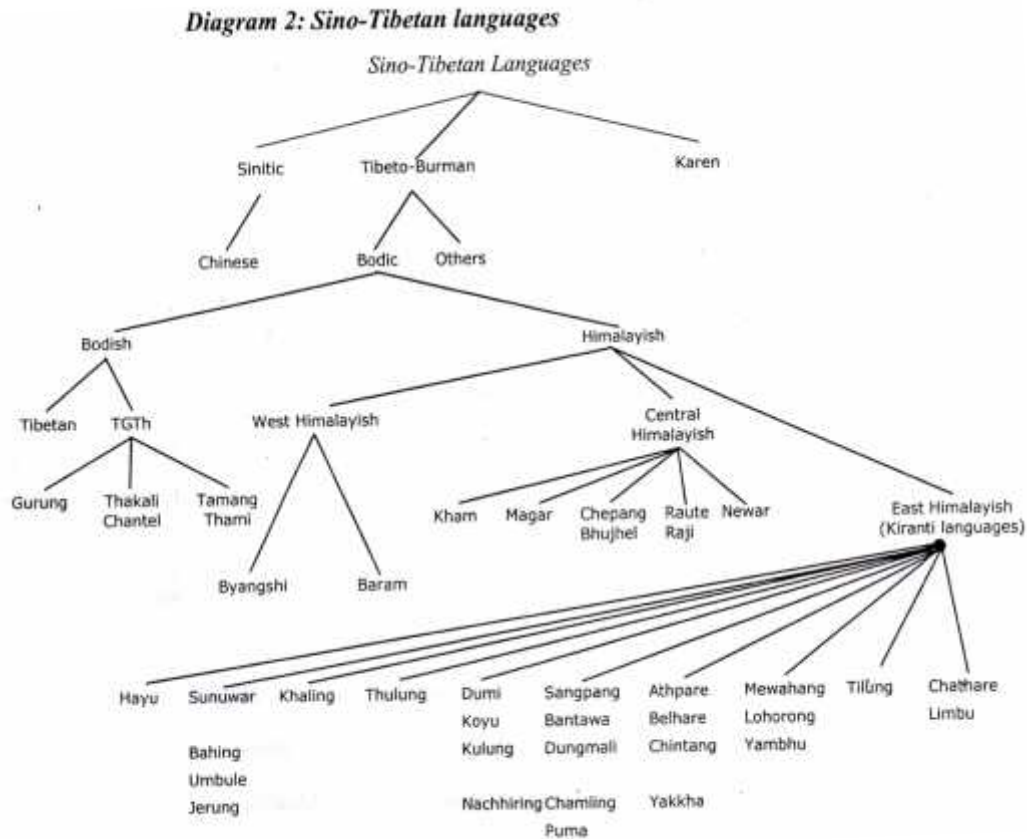 Diagram 2: Sino-Tibetan languages
Sino-Tibetan Languages
Sinitic Tibeto-Burman Karen
Chinese Bodic Others
Bodish Himalayish
Tibetan TGTh West Himalayish Central
Himalayish
Gurung Thakali Tamang
Chantel Thami
Kham Magar Chepang Raute Newar
Bhujhel Raji
East Himalayish
(Kiranti languages)
Byangshi Baram
Hayu Sunuwar Khaling Thulung Dumi Sangpang Athpare Mewahang Tilung Chathare
Koyu Bantawa Belhare Lohorong Limbu
Kulung Dungmali Chintang Yambhu
Bahing
Umbule
Jerung Nachhiring Chamling Yakkha
Puma